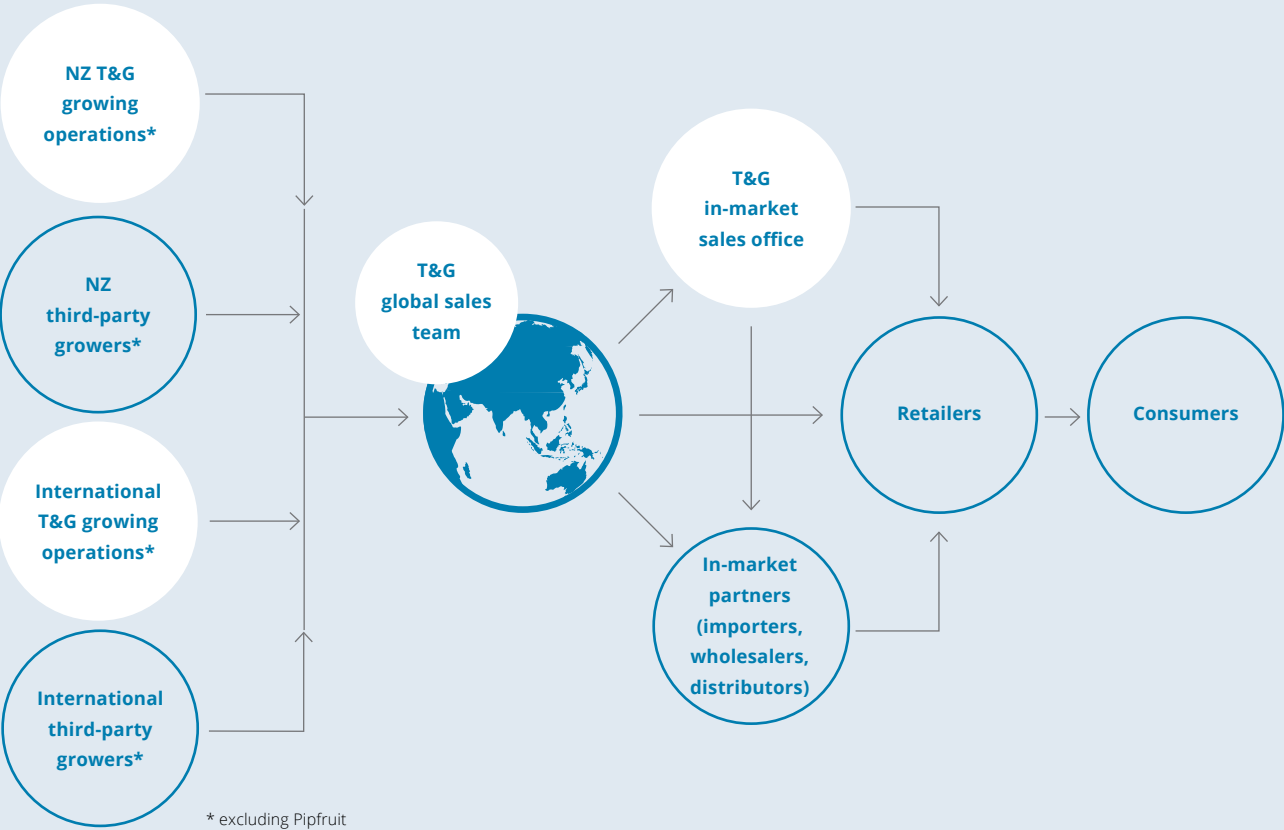 NZ T&G
growing
operations*
NZ
third-party
growers*
International
T&G growing
operations*
International
third-party
growers*
* excluding Pipfruit
T&G
global sales
team
T&G
in-market
sales office
In-market
partners
(importers,
wholesalers,
distributors)
Retailers
Consumers